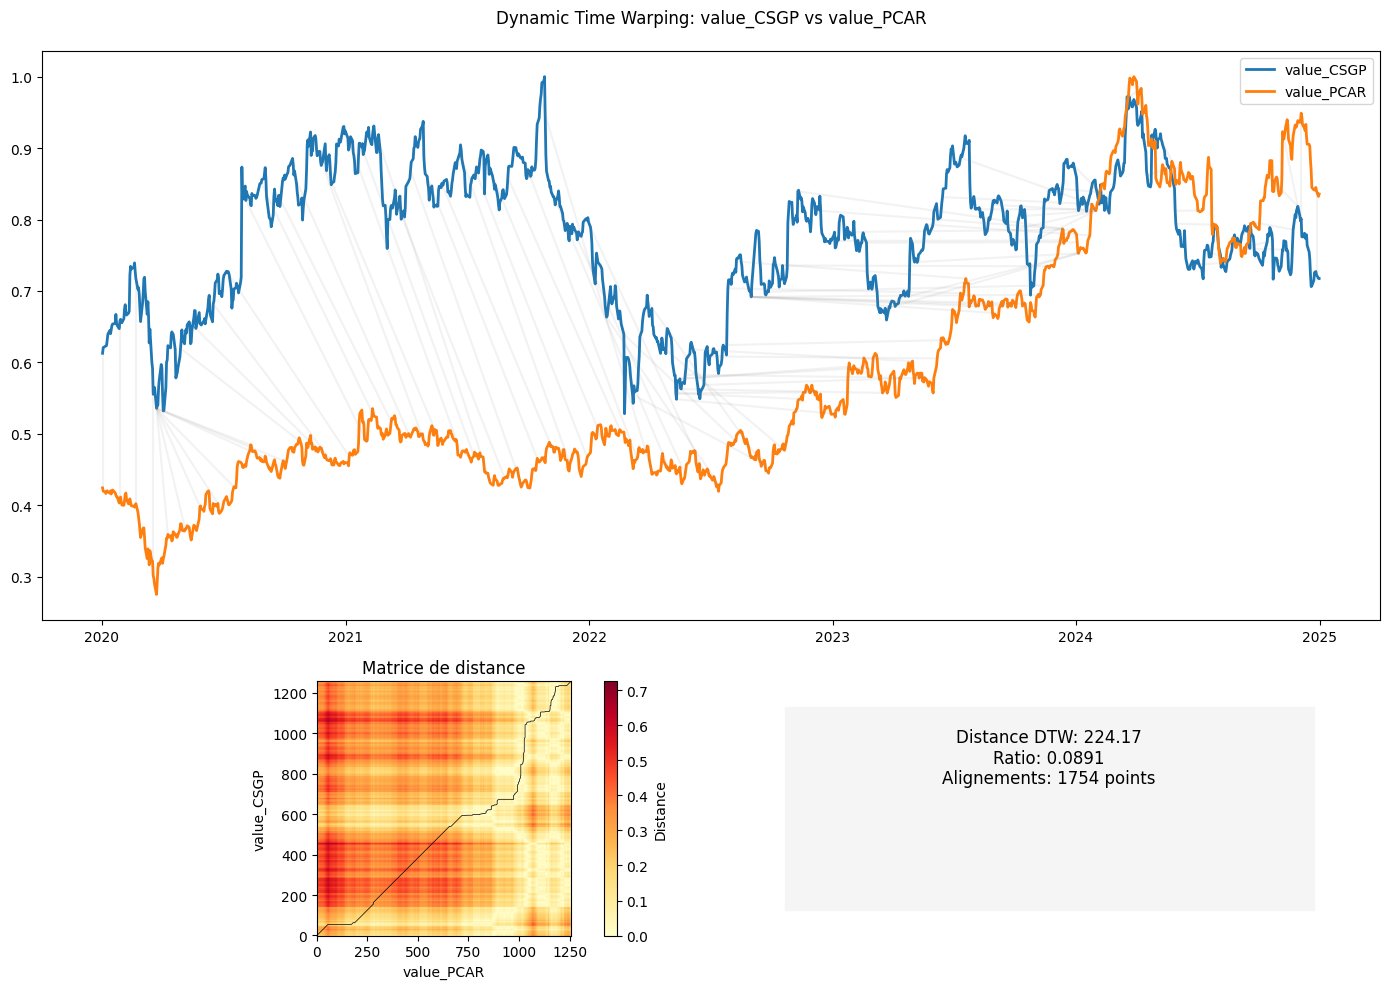 Dynamic Time Warping: value_CSGP vs value_PCAR
value_CSGP
value_PCAR
1.0
0.9
0.8
0.7
0.6
0.5
0.4
0.3
2020 2021 2022 2023 2024 2025
Matrice de distance
value_CSGP
1200
1000
800
600
400
200
0
0 250 500 750 1000 1250
value_PCAR
0.7
0.6
0.5
0.4
0.3
0.2
0.1
0.0
Distance
Distance DTW: 224.17
Ratio: 0.0891
Alignements: 1754 points